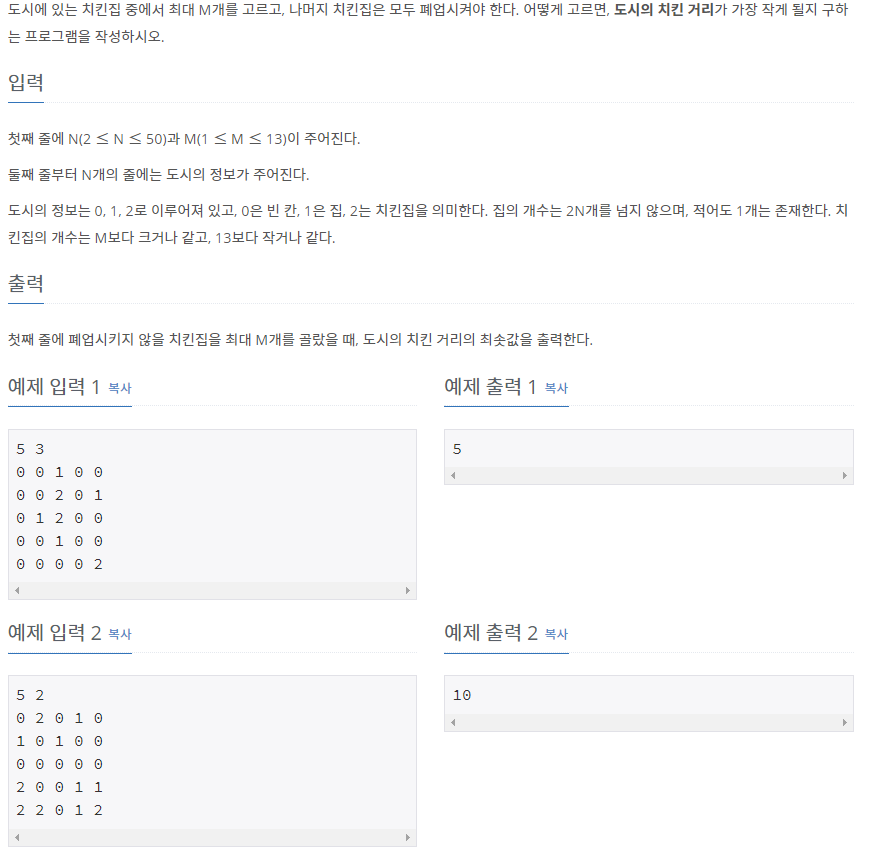 도시에 있는 치킨집 중에서 최대 M개를 고르고, 나머지 치킨집은 모두 폐업시켜야 한다. 어떻게 고르면, 도시의 치킨 거리가 가장 작게 될지 구하
는 프로그램을 작성하시오.
입력
첫째 줄에 N(2 ≤ N ≤ 50)과 M(1 ≤ M ≤ 13)이 주어진다.
둘째 줄부터 N개의 줄에는 도시의 정보가 주어진다.
도시의 정보는 0, 1, 2로 이루어져 있고, 0은 빈 칸, 1은 집, 2는 치킨집을 의미한다. 집의 개수는 2N개를 넘지 않으며, 적어도 1개는 존재한다. 치
킨집의 개수는 M보다 크거나 같고, 13보다 작거나 같다.
출력
첫째 줄에 폐업시키지 않을 치킨집을 최대 M개를 골랐을 때, 도시의 치킨 거리의 최솟값을 출력한다.
예제 입력 1 복사
5 3
0 0 1 0 0
0 0 2 0 1
0 1 2 0 0
0 0 1 0 0
0 0 0 0 2
예제 출력 1 복사
5
예제 입력 2 복사
5 2
0 2 0 1 0
1 0 1 0 0
0 0 0 0 0
2 0 0 1 1
2 2 0 1 2
예제 출력 2 복사
10